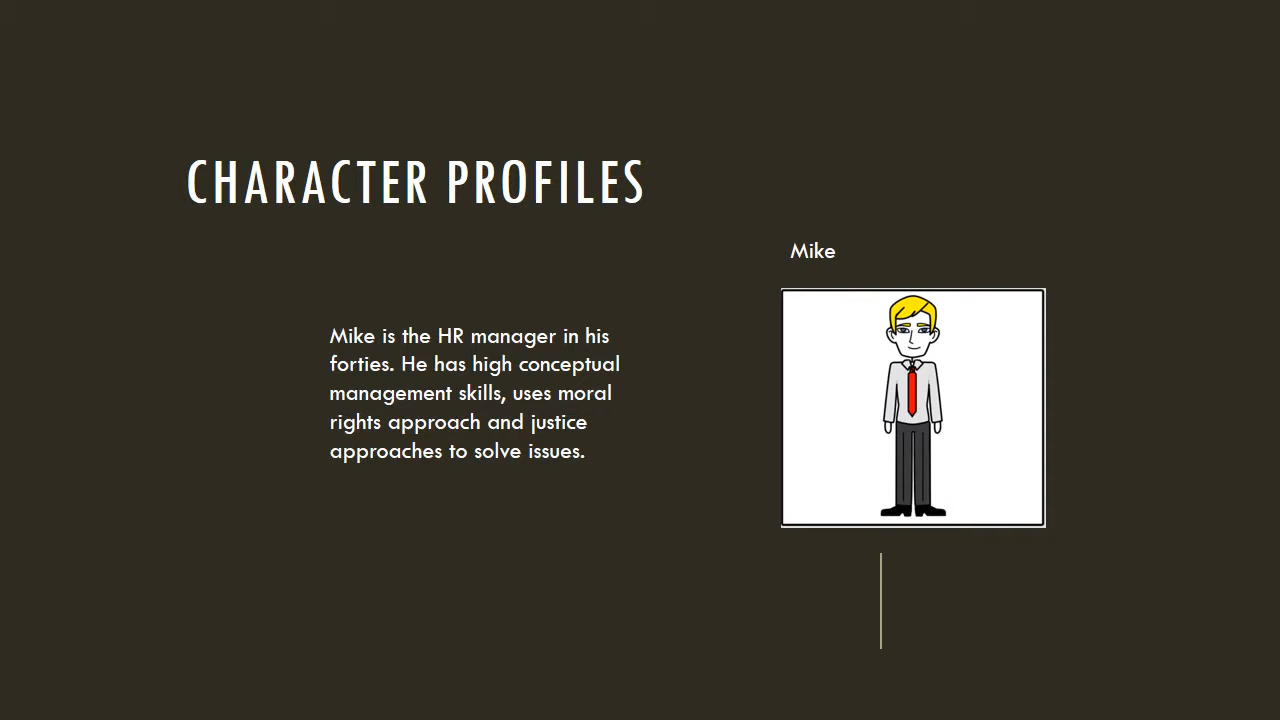 CHARACTER PROFILES
Mike
Mike is the HR manager in his
forties. He has high conceptual
management skills, uses moral
rights approach and justice
approaches to solve issues.